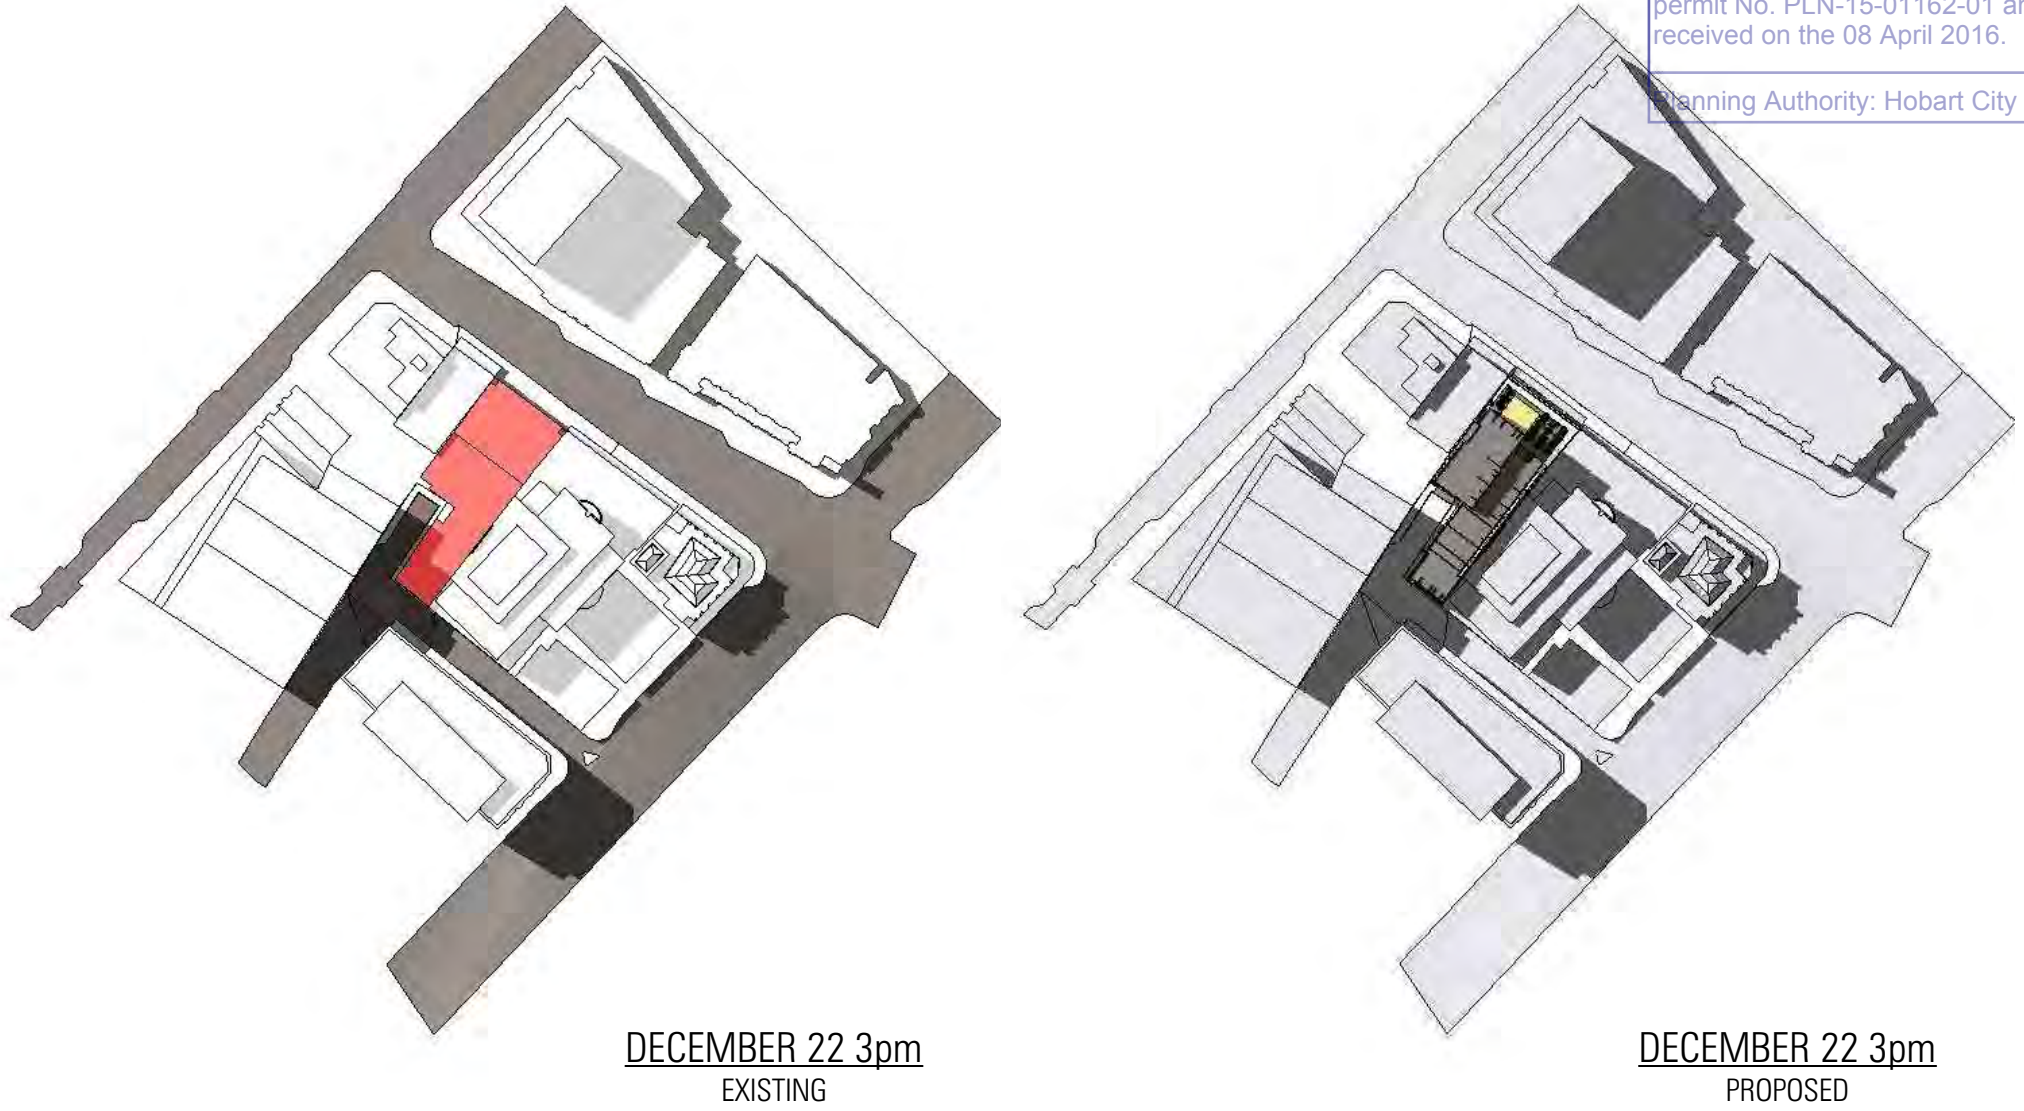 permit No. PLN-15-01162-01 an
received on the 08 April 2016.
Planning Authority: Hobart City
DECEMBER 22 3pm
EXISTING
DECEMBER 22 3pm
PROPOSED